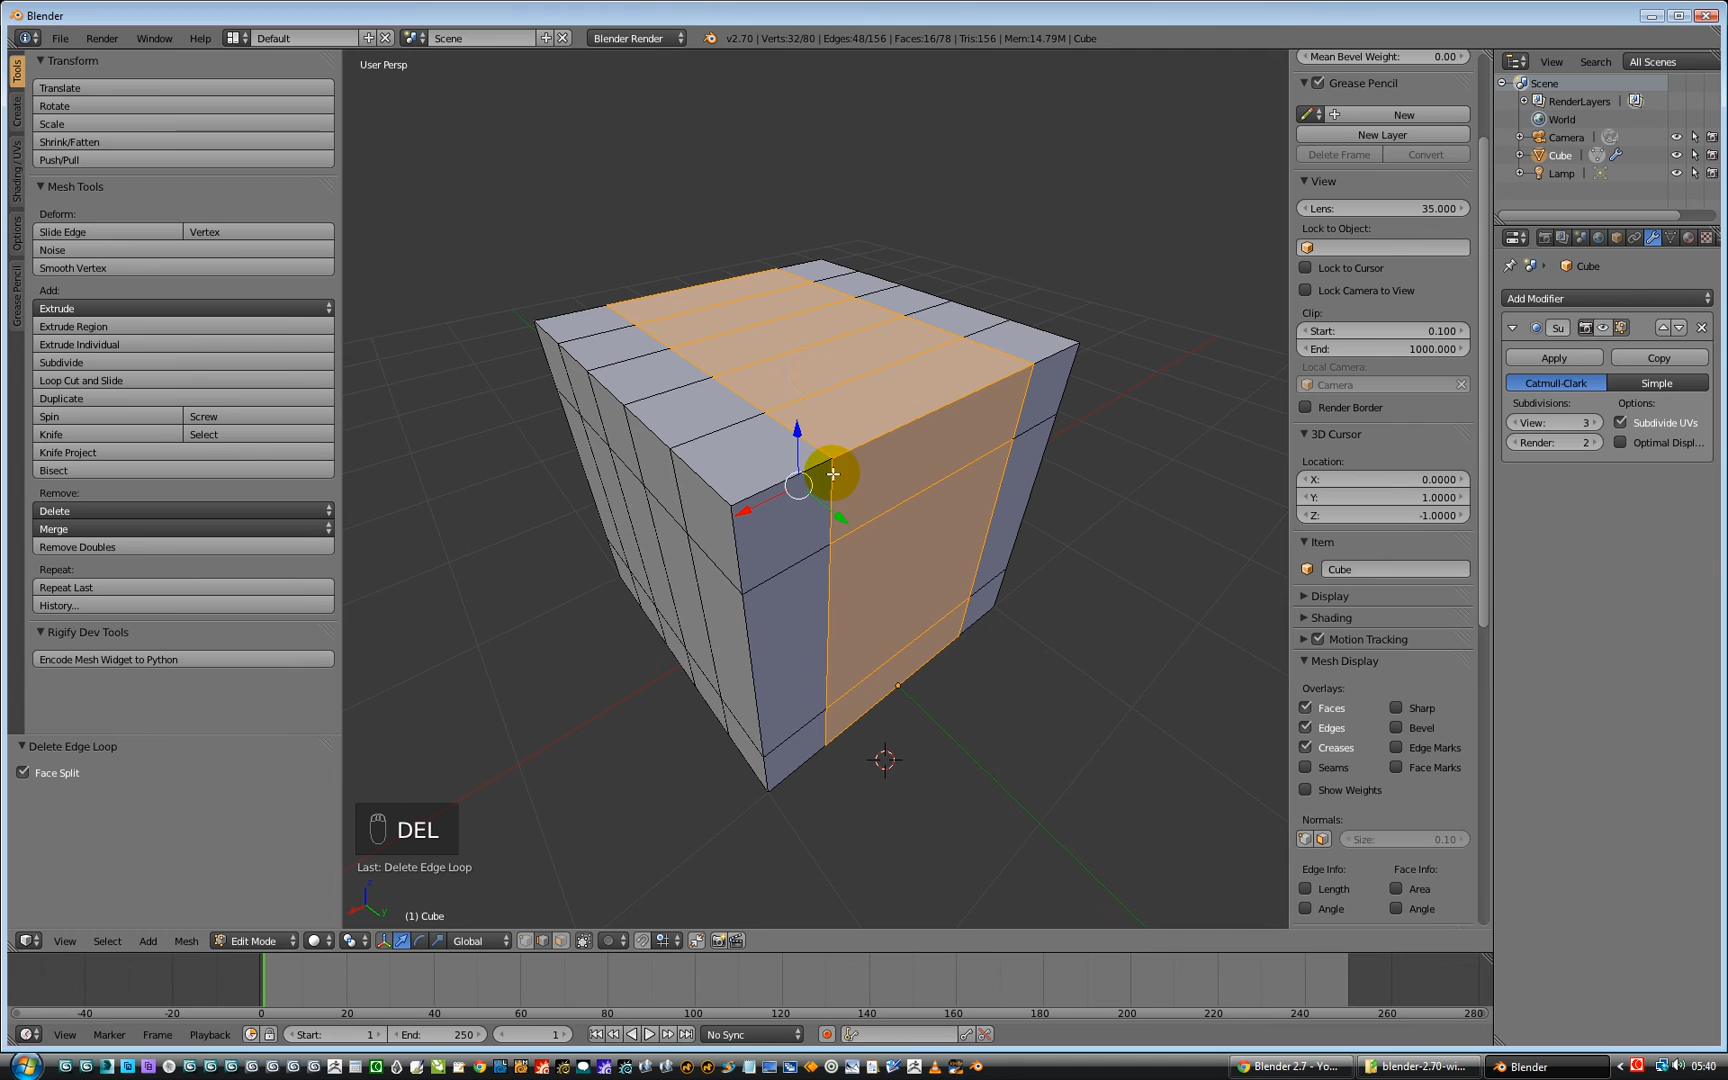 Blender
File Render Window Help Default Scene Blender Render v2.70 | Verts:32/80 | Edges:48/156 | Faces:16/78 | Tris:156 | Mem:14.79M | Cube
Tools
Create
Shading / UVs
Options
Grease Pencil
Transform
Translate
Rotate
Scale
Shrink/Fatten
Push/Pull
Mesh Tools
Deform:
Slide Edge Vertex
Noise
Smooth Vertex
Add:
Extrude
Extrude Region
Extrude Individual
Subdivide
Loop Cut and Slide
Duplicate
Spin Screw
Knife Select
Knife Project
Bisect
Remove:
Delete
Merge
Remove Doubles
Repeat:
Repeat Last
History...
Rigify Dev Tools
Encode Mesh Widget to Python
Delete Edge Loop
Face Split
User Persp
DEL
Last: Delete Edge Loop
z
y
(1) Cube
Mean Bevel Weight: 0.00
Grease Pencil
New
New Layer
Delete Frame Convert
View
Lens: 35.000
Lock to Object:
Lock to Cursor
Lock Camera to View
Clip:
Start: 0.100
End: 1000.000
Local Camera:
Camera
Render Border
3D Cursor
Location:
X: 0.0000
Y: 1.0000
Z: -1.0000
Item
Cube
Display
Shading
Motion Tracking
Mesh Display
Overlays:
Faces Sharp
Edges Bevel
Creases Edge Marks
Seams Face Marks
Show Weights
Normals:
Size: 0.10
Edge Info: Face Info:
Length Area
Angle Angle
View Search All Scenes
Scene
RenderLayers
World
Camera
Cube
Lamp
Cube
Add Modifier
Su
Apply Copy
Catmull-Clark Simple
Subdivisions: Options:
View: 3 Subdivide UVs
Render: 2 Optimal Displ...
View Select Add Mesh Edit Mode Global
-40 -20 0 20 40 60 80 100 120 140 160 180 200 220 240 260 280
View Marker Frame Playback Start: 1 End: 250 1 No Sync
Blender 2.7 - Yo... blender-2.70-wi... Blender 05:40